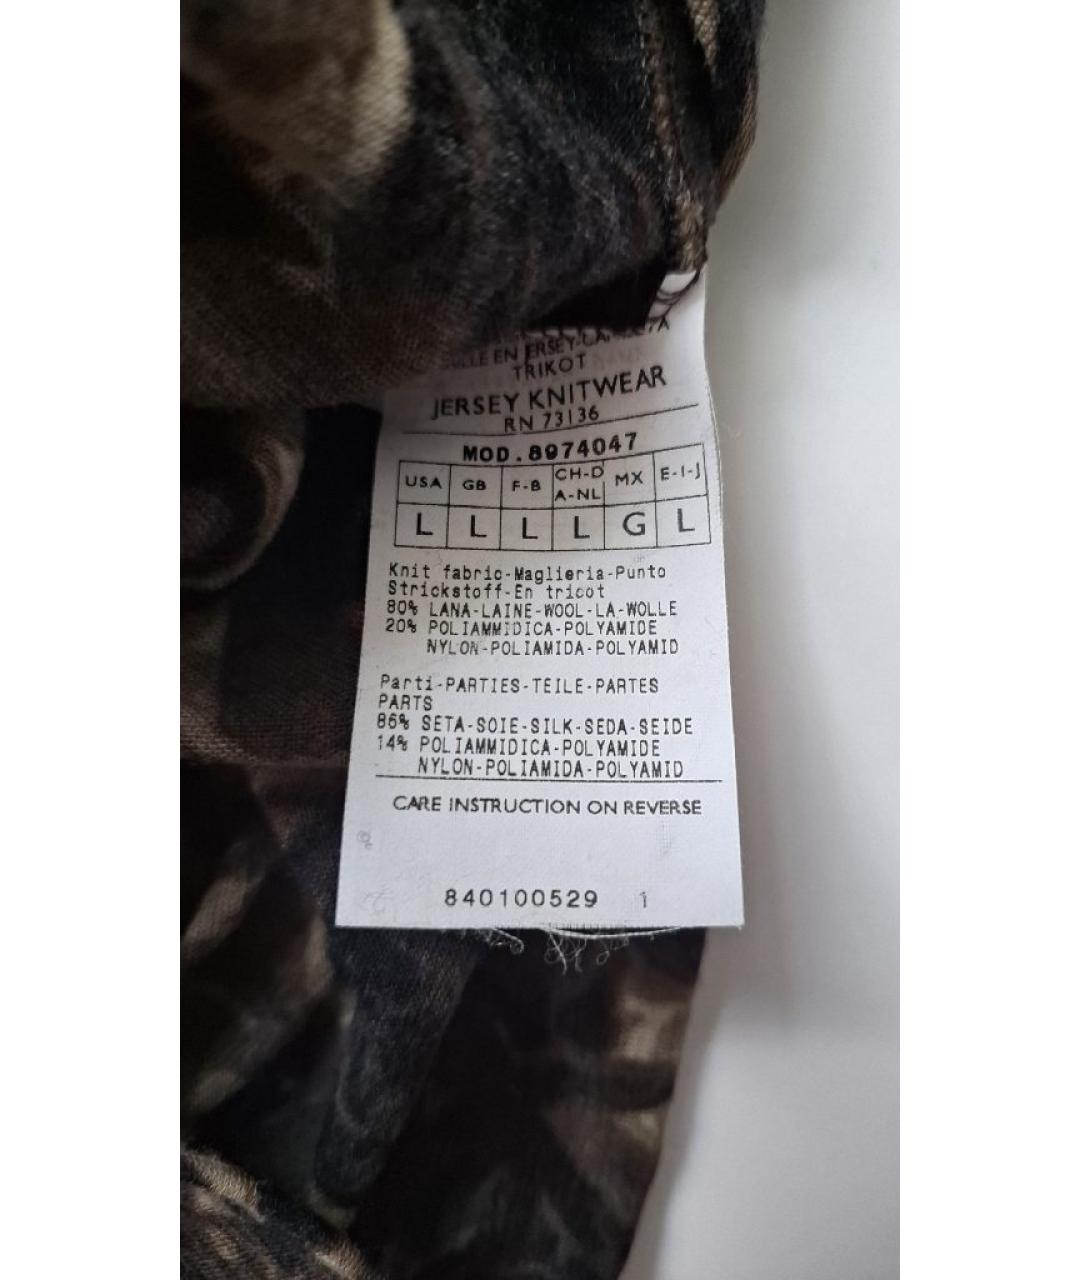 EN JERSEY
TRIKOT
JERSEY KNITWEAR
RN 73136
MOD.8974047
USA GB F-B CH-D A-NL MX E-I-J
L L L L G L
Knit fabric-Maglieria-Punto
Strickstoff-En tricot
80% LANA-LAINE-WOOL-LA-WOLLE
20% POLIAMMIDICA-POLYAMIDE
NYLON-POLIAMIDA-POLYAMID
Parti-PARTIES-TEILE-PARTES
PARTS
86% SETA-SOIE-SILK-SEDA-SEIDE
14% POLIAMMIDICA-POLYAMIDE
NYLON-POLIAMIDA-POLYAMID
CARE INSTRUCTION ON REVERSE
840100529 1